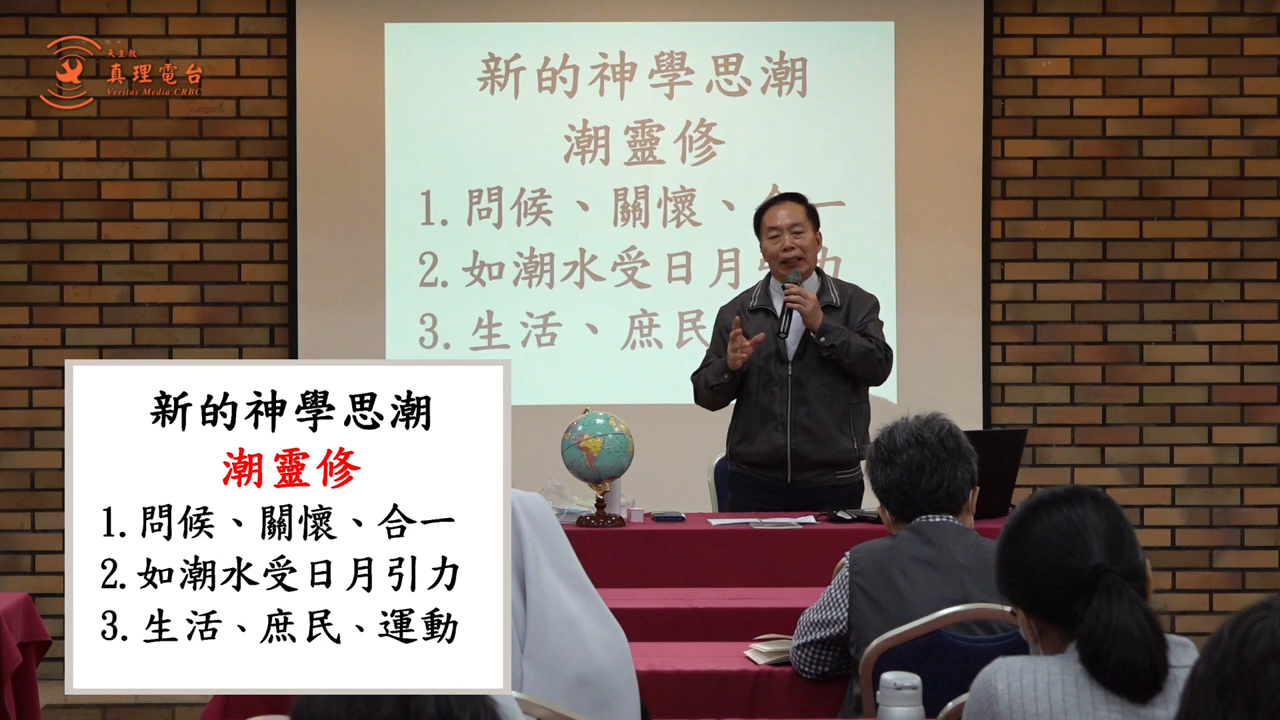 天主教
真理電台
Veritas Media CRBC
新的神學思潮
潮靈修
1. 問候、關懷、合一
2. 如潮水受日月引力
3. 生活、庶民
新的神學思潮
潮靈修
1. 問候、關懷、合一
2. 如潮水受日月引力
3. 生活、庶民、運動